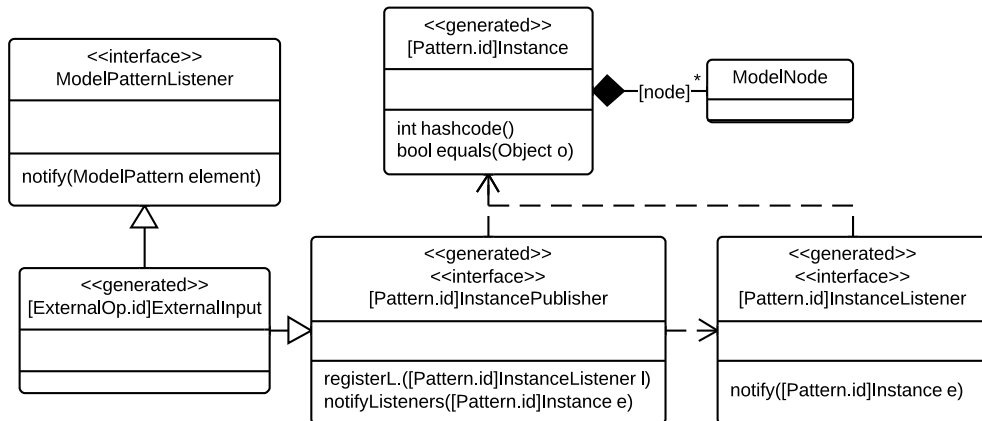 <<interface>>
ModelPatternListener
notify(ModelPattern element)
<<generated>>
[Pattern.id]Instance
int hashcode()
bool equals(Object o)
[node]
*
ModelNode
<<generated>>
[ExternalOp.id]ExternalInput
<<generated>>
<<interface>>
[Pattern.id]InstancePublisher
registerL.([Pattern.id]InstanceListener l)
notifyListeners([Pattern.id]Instance e)
<<generated>>
<<interface>>
[Pattern.id]InstanceListener
notify([Pattern.id]Instance e)